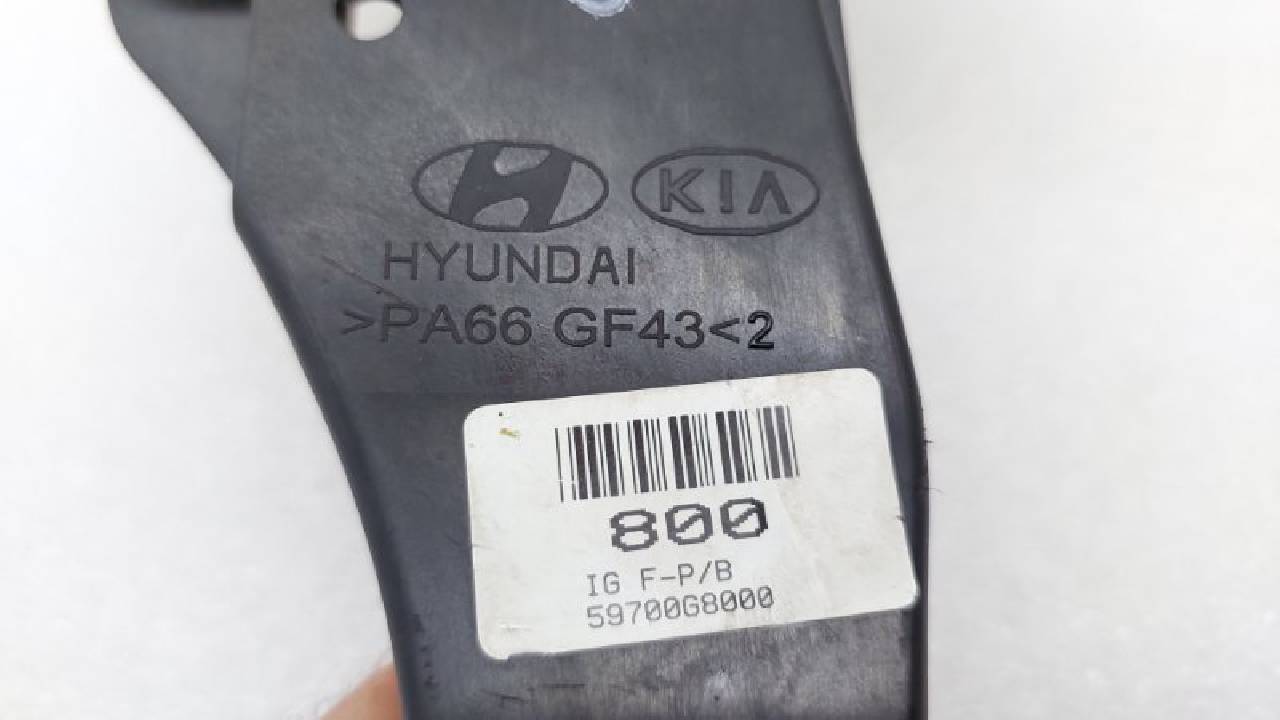 KIA
HYUNDAI
>PA66 GF43<2
800
IG F-P/B
59700G8000